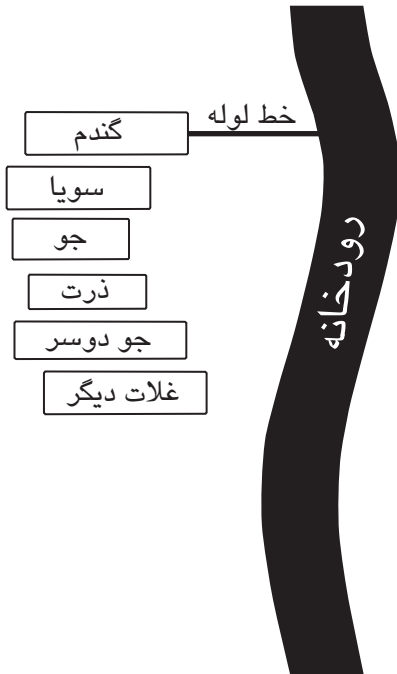 خط لوله
گندم
سویا
جو
ذرت
جو دوسر
غلات دیگر
رودخانه